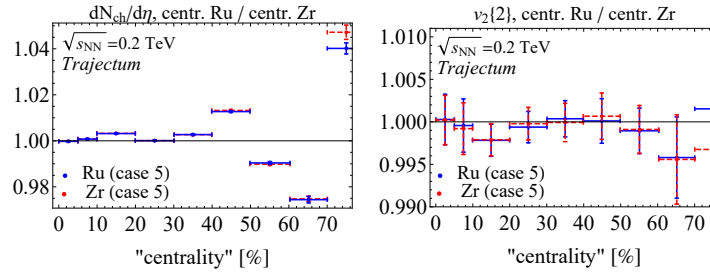 dN_ch/dη, centr. Ru / centr. Zr
√s_NN = 0.2 TeV
Trajectum
1.04
1.02
1.00
0.98
Ru (case 5)
Zr (case 5)
0 10 20 30 40 50 60 70
"centrality" [%]
v₂{2}, centr. Ru / centr. Zr
√s_NN = 0.2 TeV
Trajectum
1.010
1.005
1.000
0.995
0.990
Ru (case 5)
Zr (case 5)
0 10 20 30 40 50 60 70
"centrality" [%]